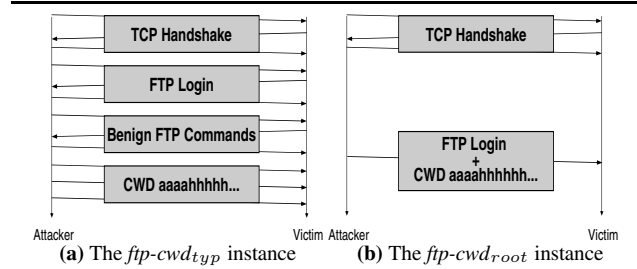 TCP Handshake
FTP Login
Benign FTP Commands
CWD aaaahhhhh...
Attacker
Victim
(a) The ftp-cwdtyp instance
TCP Handshake
FTP Login
+
CWD aaaahhhhhh...
Attacker
Victim
(b) The ftp-cwdroot instance